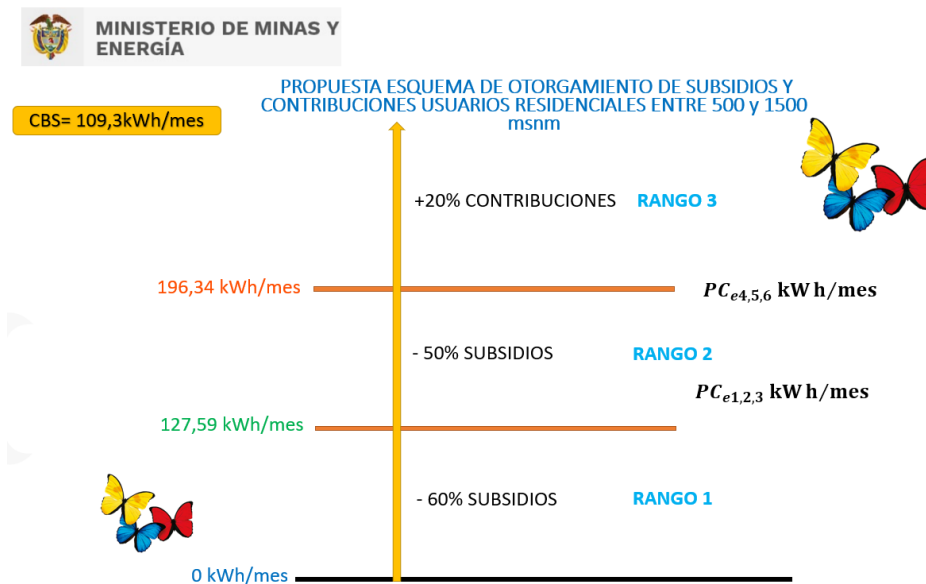 MINISTERIO DE MINAS Y
ENERGÍA
PROPUESTA ESQUEMA DE OTORGAMIENTO DE SUBSIDIOS Y
CONTRIBUCIONES USUARIOS RESIDENCIALES ENTRE 500 y 1500
msnm
CBS= 109,3kWh/mes
+20% CONTRIBUCIONES RANGO 3
196,34 kWh/mes PCe4,5,6 kWh/mes
- 50% SUBSIDIOS RANGO 2
PCe1,2,3 kWh/mes
127,59 kWh/mes
- 60% SUBSIDIOS RANGO 1
0 kWh/mes